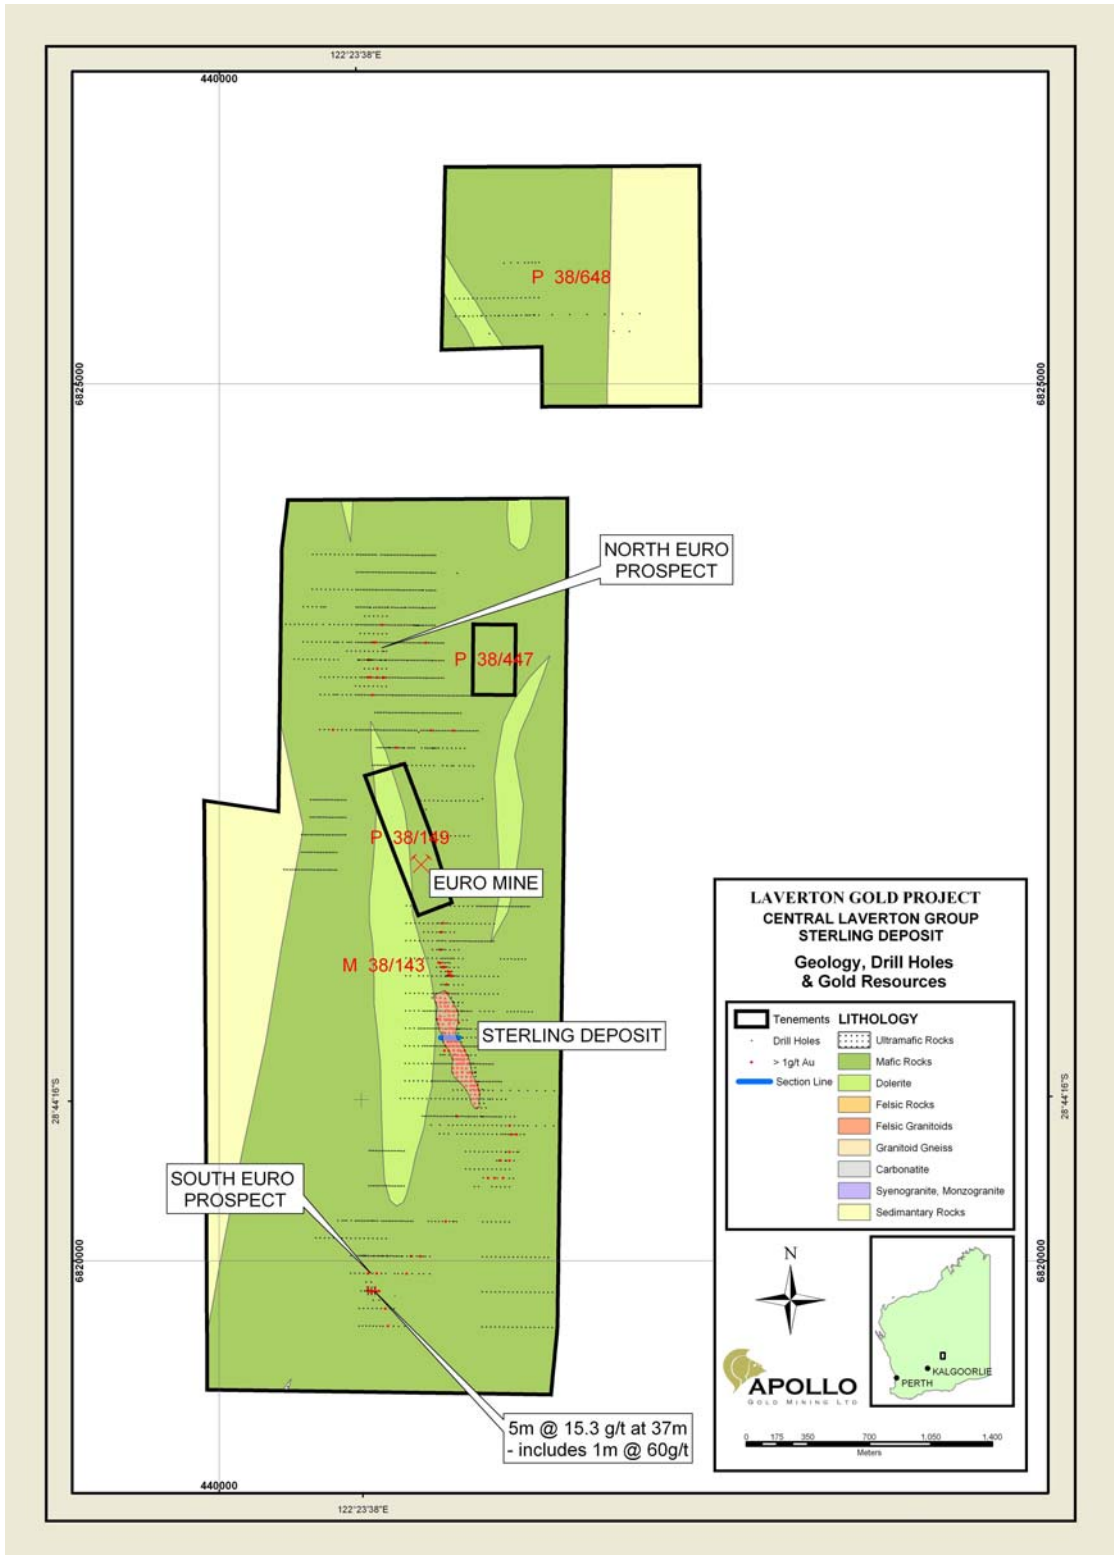 122°23'38"E
440000
P 38/648
6825000
6825000
NORTH EURO
PROSPECT
P 38/447
P 38/149
EURO MINE
M 38/143
STERLING DEPOSIT
28°44'16"S
28°44'16"S
SOUTH EURO
PROSPECT
6820000
6820000
5m @ 15.3 g/t at 37m
- includes 1m @ 60g/t
440000
122°23'38"E
LAVERTON GOLD PROJECT
CENTRAL LAVERTON GROUP
STERLING DEPOSIT
Geology, Drill Holes
& Gold Resources
Tenements
Drill Holes
> 1g/t Au
Section Line
LITHOLOGY
Ultramafic Rocks
Mafic Rocks
Dolerite
Felsic Rocks
Felsic Granitoids
Granitoid Gneiss
Carbonatite
Syenogranite, Monzogranite
Sedimantary Rocks
N
KALGOORLIE
PERTH
APOLLO
GOLD MINING LTD
0 175 350 700 1,050 1,400
Meters